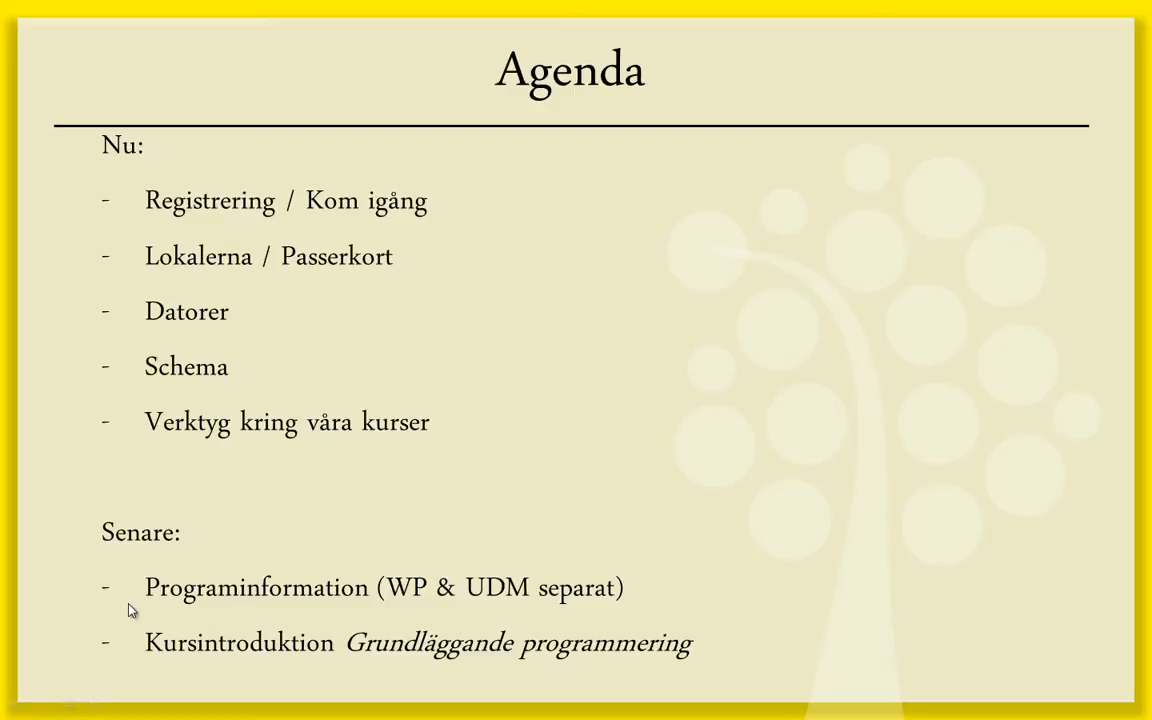 Agenda
Nu:
- Registrering / Kom igång
- Lokalerna / Passerkort
- Datorer
- Schema
- Verktyg kring våra kurser
Senare:
- Programinformation (WP & UDM separat)
- Kursintroduktion Grundläggande programmering